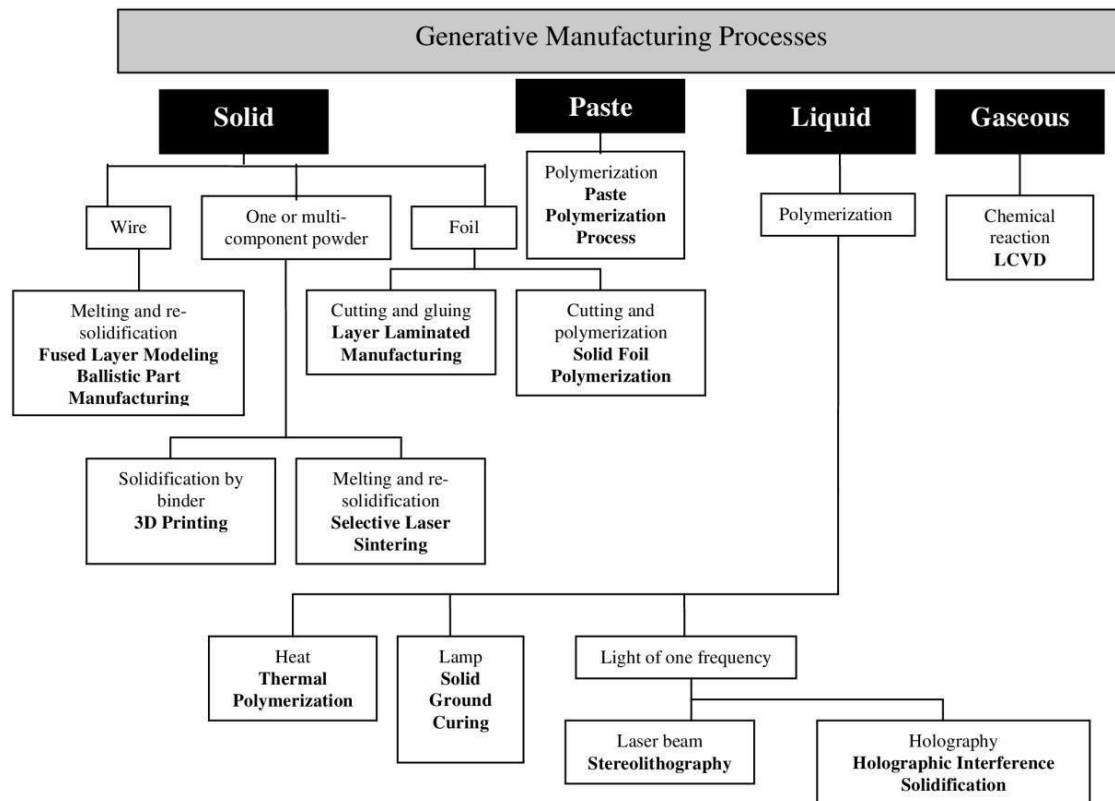 Generative Manufacturing Processes
Solid
Paste
Liquid
Gaseous
Wire
One or multi-
component powder
Foil
Polymerization
Paste
Polymerization
Process
Polymerization
Chemical
reaction
LCVD
Melting and re-
solidification
Fused Layer Modeling
Ballistic Part
Manufacturing
Cutting and gluing
Layer Laminated
Manufacturing
Cutting and
polymerization
Solid Foil
Polymerization
Solidification by
binder
3D Printing
Melting and re-
solidification
Selective Laser
Sintering
Heat
Thermal
Polymerization
Lamp
Solid
Ground
Curing
Light of one frequency
Laser beam
Stereolithography
Holography
Holographic Interference
Solidification